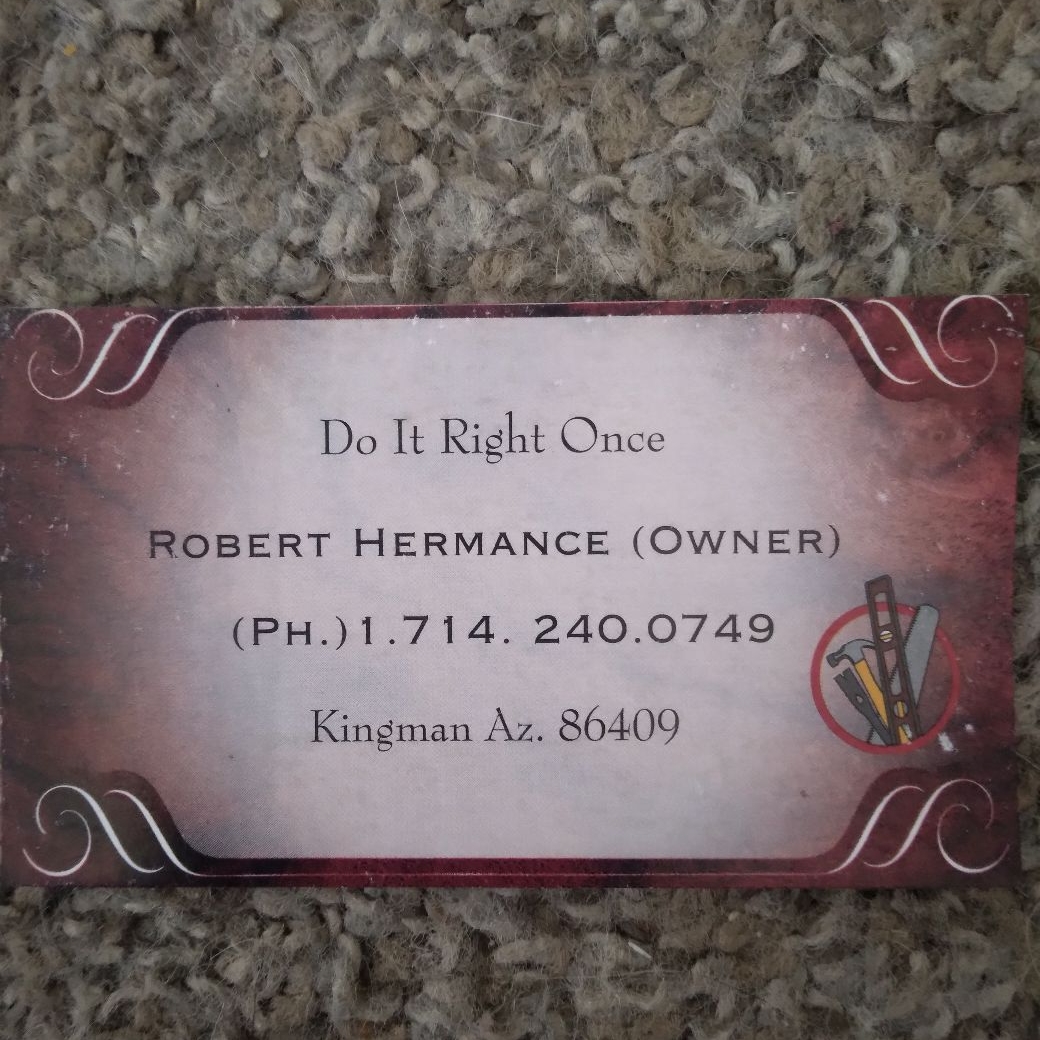 Do It Right Once
Robert Hermance (Owner)
(Ph.)1.714. 240.0749
Kingman Az. 86409